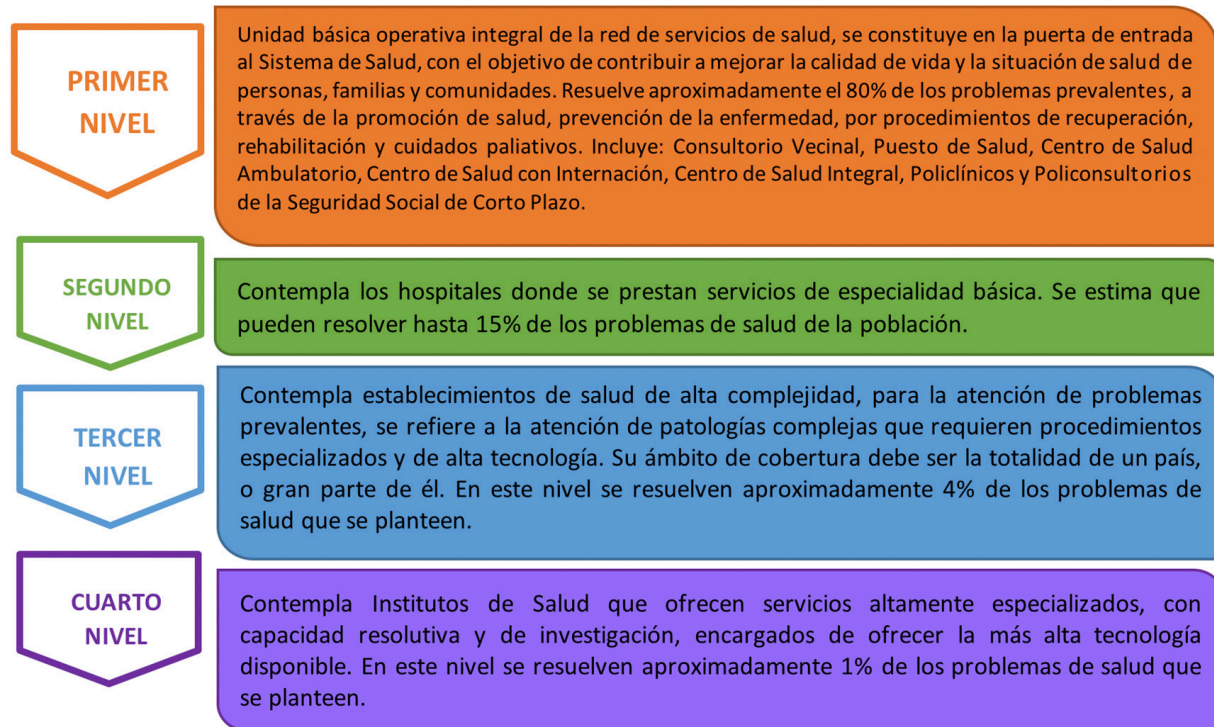 PRIMER
NIVEL
Unidad básica operativa integral de la red de servicios de salud, se constituye en la puerta de entrada
al Sistema de Salud, con el objetivo de contribuir a mejorar la calidad de vida y la situación de salud de
personas, familias y comunidades. Resuelve aproximadamente el 80% de los problemas prevalentes, a
través de la promoción de salud, prevención de la enfermedad, por procedimientos de recuperación,
rehabilitación y cuidados paliativos. Incluye: Consultorio Vecinal, Puesto de Salud, Centro de Salud
Ambulatorio, Centro de Salud con Internación, Centro de Salud Integral, Policlínicos y Policonsultorios
de la Seguridad Social de Corto Plazo.
SEGUNDO
NIVEL
Contempla los hospitales donde se prestan servicios de especialidad básica. Se estima que
pueden resolver hasta 15% de los problemas de salud de la población.
TERCER
NIVEL
Contempla establecimientos de salud de alta complejidad, para la atención de problemas
prevalentes, se refiere a la atención de patologías complejas que requieren procedimientos
especializados y de alta tecnología. Su ámbito de cobertura debe ser la totalidad de un país,
o gran parte de él. En este nivel se resuelven aproximadamente 4% de los problemas de
salud que se planteen.
CUARTO
NIVEL
Contempla Institutos de Salud que ofrecen servicios altamente especializados, con
capacidad resolutiva y de investigación, encargados de ofrecer la más alta tecnología
disponible. En este nivel se resuelven aproximadamente 1% de los problemas de salud que
se planteen.